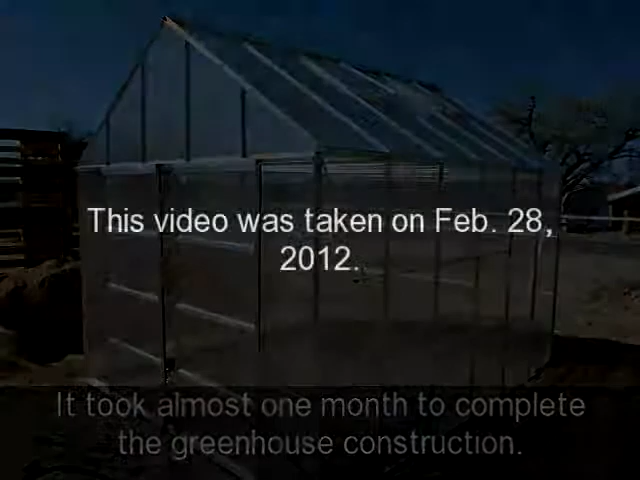 This video was taken on Feb. 28,
2012.
It took almost one month to complete
the greenhouse construction.